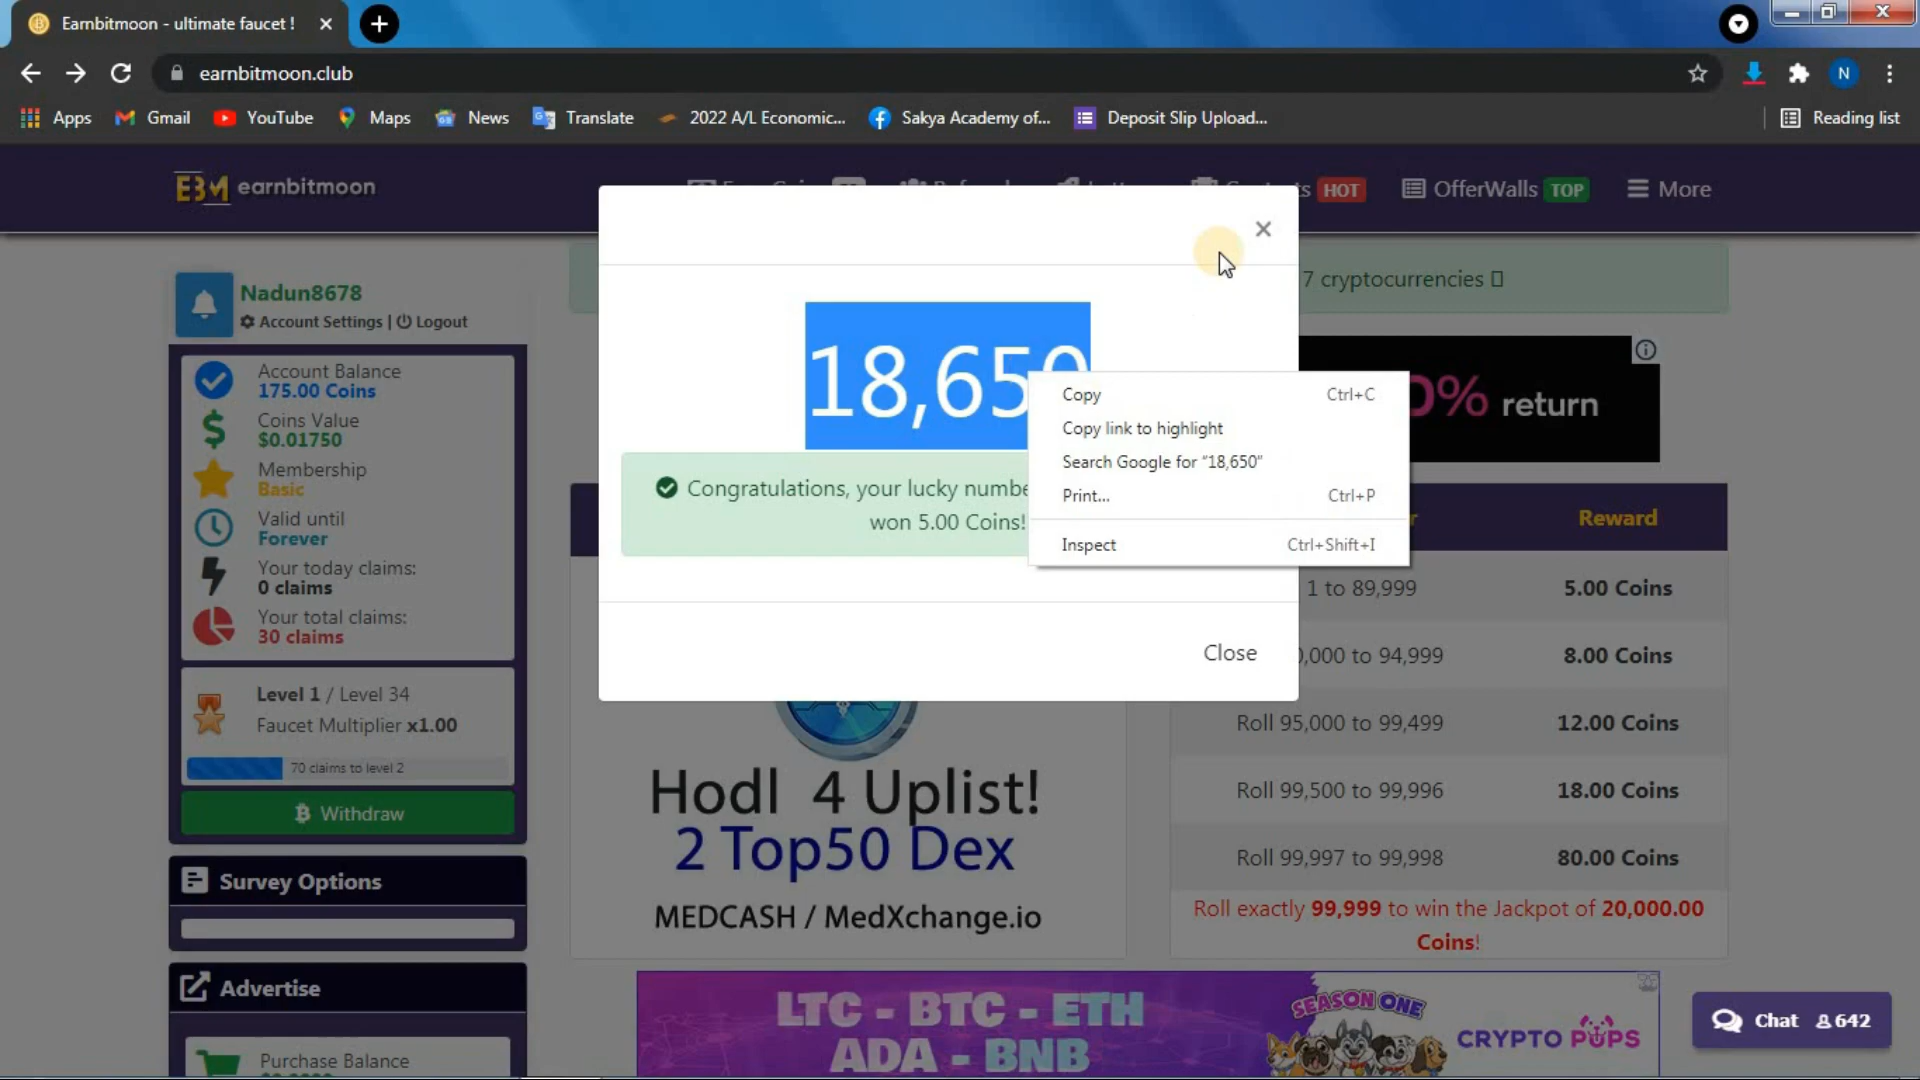 Earnbitmoon - ultimate faucet !
earnbitmoon.club
N
Apps
Gmail
YouTube
Maps
News
Translate
2022 A/L Economic...
Sakya Academy of...
Deposit Slip Upload...
Reading list
EBM earnbitmoon
HOT
OfferWalls TOP
More
7 cryptocurrencies
Nadun8678
Account Settings | Logout
Account Balance
175.00 Coins
Coins Value
$0.01750
Membership
Basic
Valid until
Forever
Your today claims:
0 claims
Your total claims:
30 claims
Level 1 / Level 34
Faucet Multiplier x1.00
70 claims to level 2
Withdraw
Survey Options
Advertise
Purchase Balance
18,650
Congratulations, your lucky numbe
won 5.00 Coins!
Close
Copy Ctrl+C
Copy link to highlight
Search Google for “18,650”
Print... Ctrl+P
Inspect Ctrl+Shift+I
0% return
Reward
1 to 89,999 5.00 Coins
,000 to 94,999 8.00 Coins
Roll 95,000 to 99,499 12.00 Coins
Roll 99,500 to 99,996 18.00 Coins
Roll 99,997 to 99,998 80.00 Coins
Roll exactly 99,999 to win the Jackpot of 20,000.00
Coins!
Hodl 4 Uplist!
2 Top50 Dex
MEDCASH / MedXchange.io
LTC - BTC - ETH
ADA - BNB
SEASON ONE
CRYPTO PUPS
Chat 642